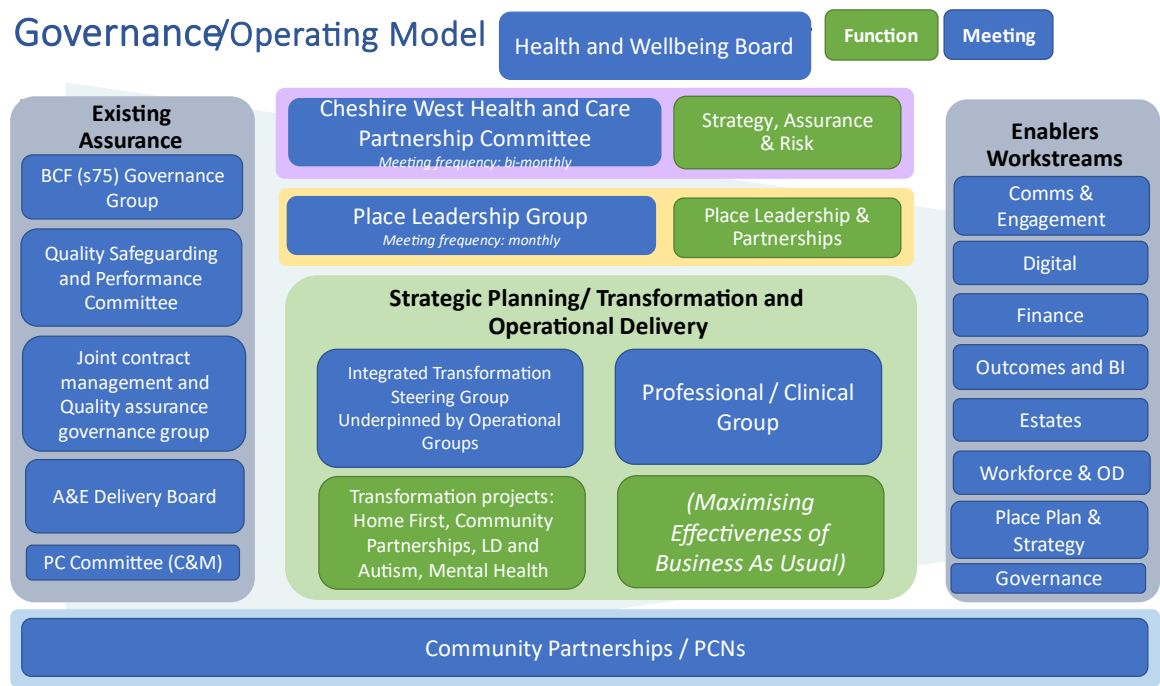 Governance/Operating Model
Health and Wellbeing Board
Function
Meeting
Existing
Assurance
BCF (s75) Governance
Group
Quality Safeguarding
and Performance
Committee
Joint contract
management and
Quality assurance
governance group
A&E Delivery Board
PC Committee (C&M)
Cheshire West Health and Care
Partnership Committee
Meeting frequency: bi-monthly
Strategy, Assurance
& Risk
Place Leadership Group
Meeting frequency: monthly
Place Leadership &
Partnerships
Strategic Planning/ Transformation and
Operational Delivery
Integrated Transformation
Steering Group
Underpinned by Operational
Groups
Professional / Clinical
Group
Transformation projects:
Home First, Community
Partnerships, LD and
Autism, Mental Health
(Maximising
Effectiveness of
Business As Usual)
Enablers
Workstreams
Comms &
Engagement
Digital
Finance
Outcomes and BI
Estates
Workforce & OD
Place Plan &
Strategy
Governance
Community Partnerships / PCNs